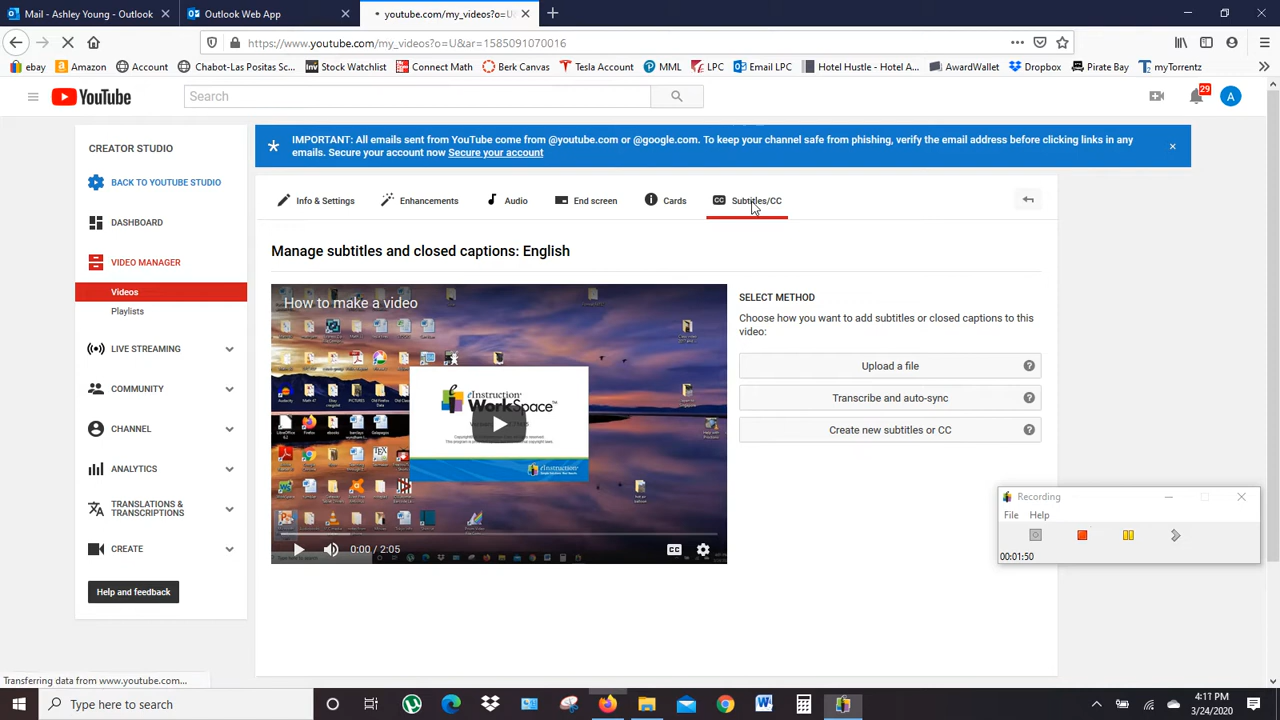 Mail - Ashley Young - Outlook
Outlook Web App
youtube.com/my_videos?o=U
https://www.youtube.com/my_videos?o=U&ar=1585091070016
ebay
Amazon
Account
Chabot-Las Positas Sc...
Stock Watchlist
Connect Math
Berk Canvas
Tesla Account
MML
LPC
Email LPC
Hotel Hustle - Hotel A...
AwardWallet
Dropbox
Pirate Bay
myTorrentz
YouTube
Search
29
A
CREATOR STUDIO
BACK TO YOUTUBE STUDIO
DASHBOARD
VIDEO MANAGER
Videos
Playlists
LIVE STREAMING
COMMUNITY
CHANNEL
ANALYTICS
TRANSLATIONS &
TRANSCRIPTIONS
CREATE
Help and feedback
IMPORTANT: All emails sent from YouTube come from @youtube.com or @google.com. To keep your channel safe from phishing, verify the email address before clicking links in any
emails. Secure your account now Secure your account
Info & Settings
Enhancements
Audio
End screen
Cards
CC Subtitles/CC
Manage subtitles and closed captions: English
How to make a video
eInstruction
WorkSpace™
eInstruction
0:00 / 2:05
CC
SELECT METHOD
Choose how you want to add subtitles or closed captions to this
video:
Upload a file
Transcribe and auto-sync
Create new subtitles or CC
Recording
File Help
00:01:50
Transferring data from www.youtube.com...
Type here to search
4:17 PM
3/24/2020